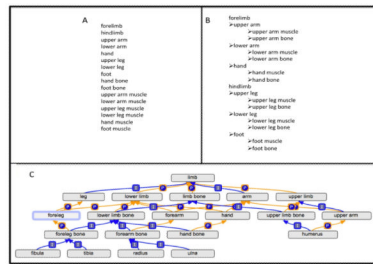 A
forelimb
hindlimb
upper arm
lower arm
hand
upper leg
lower leg
foot
hand bone
foot bone
upper arm muscle
lower arm muscle
upper leg muscle
lower leg muscle
hand muscle
foot muscle
B
forelimb
➢upper arm
➢upper arm muscle
➢upper arm bone
➢lower arm
➢lower arm muscle
➢lower arm bone
➢hand
➢hand muscle
➢hand bone
hindlimb
➢upper leg
➢upper leg muscle
➢upper leg bone
➢lower leg
➢lower leg muscle
➢lower leg bone
➢foot
➢foot muscle
➢foot bone
C
limb
leg lower limb limb bone arm upper limb
foreleg lower limb bone forearm hand upper limb bone upper arm
foreleg bone forearm bone hand bone humerus
fibula tibia radius ulna